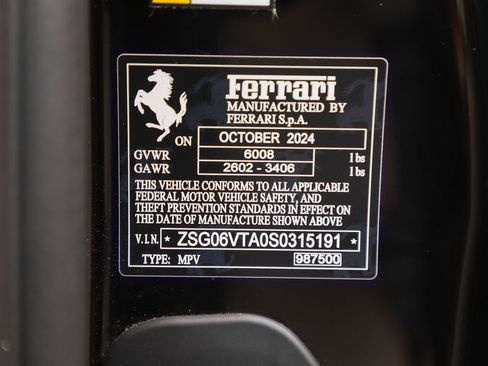 Ferrari
MANUFACTURED BY
FERRARI S.p.A.
ON OCTOBER 2024
GVWR 6008 lbs
GAWR 2602 - 3406 lbs
THIS VEHICLE CONFORMS TO ALL APPLICABLE
FEDERAL MOTOR VEHICLE SAFETY, AND
THEFT PREVENTION STANDARDS IN EFFECT ON
THE DATE OF MANUFACTURE SHOWN ABOVE
V.I.N. * ZSG06VTA0S0315191 *
TYPE: MPV 987500